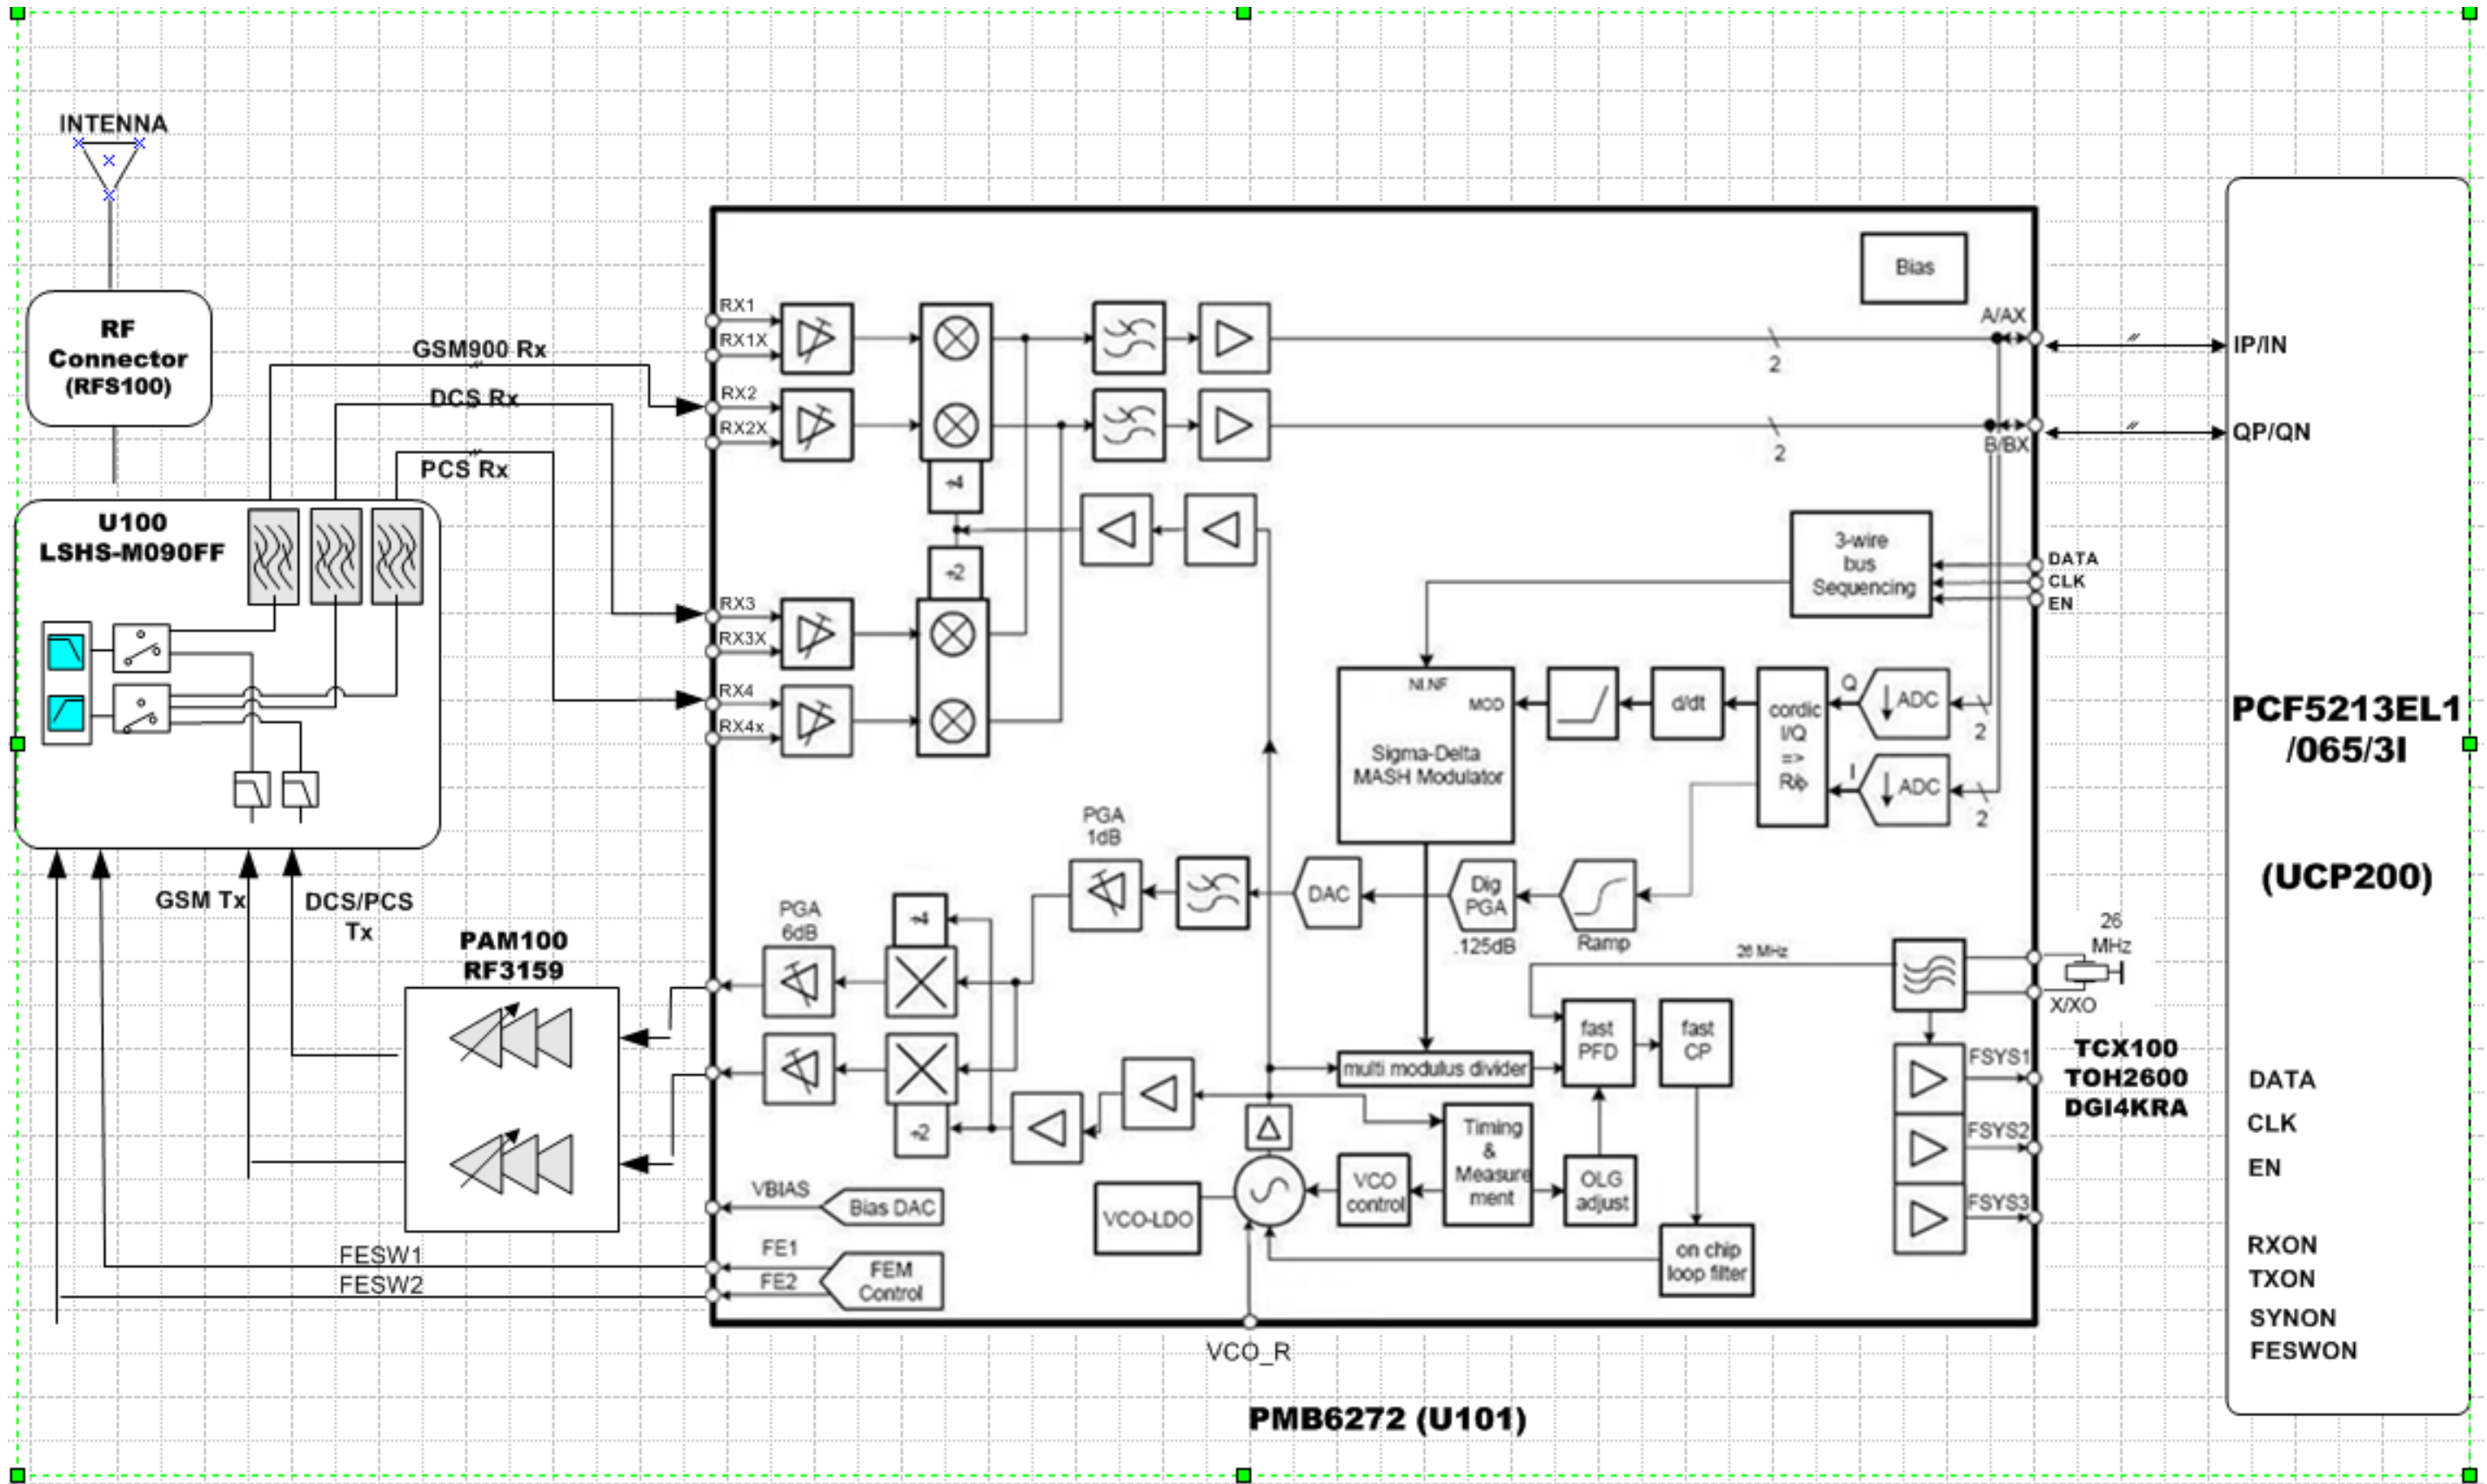 INTENNA
RF
Connector
(RFS100)
GSM900 Rx
DCS Rx
PCS Rx
U100
LSHS-M090FF
GSM Tx
DCS/PCS
Tx
PAM100
RF3159
FESW1
FESW2
RX1
RX1X
RX2
RX2X
RX3
RX3X
RX4
RX4x
÷4
÷2
Bias
A/AX
2
B/BX
2
3-wire
bus
Sequencing
DATA
CLK
EN
NI.NF
MOD
Sigma-Delta
MASH Modulator
d/dt
cordic
I/Q
=>
Q
ADC
2
I
ADC
2
PGA
1dB
DAC
Dig
PGA
.125dB
Ramp
PGA
6dB
÷4
÷2
26 MHz
26
MHz
X/XO
fast
PFD
fast
CP
multi modulus divider
Timing
&
Measure
ment
VCO
control
OLG
adjust
VCO-LDO
on chip
loop filter
VBIAS
Bias DAC
FE1
FE2
FEM
Control
VCO_R
FSYS1
FSYS2
FSYS3
TCX100
TOH2600
DGI4KRA
PMB6272 (U101)
IP/IN
QP/QN
PCF5213EL1
/065/3I
(UCP200)
DATA
CLK
EN
RXON
TXON
SYNON
FESWON